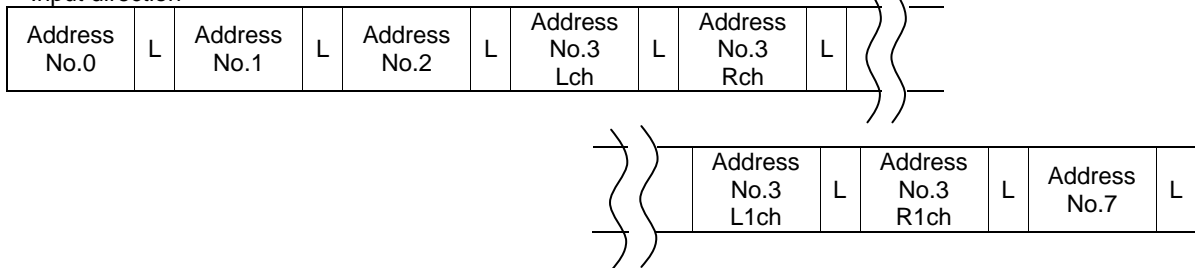 Input direction
Address
No.0
L
Address
No.1
L
Address
No.2
L
Address
No.3
Lch
L
Address
No.3
Rch
L
Address
No.3
L1ch
L
Address
No.3
R1ch
L
Address
No.7
L